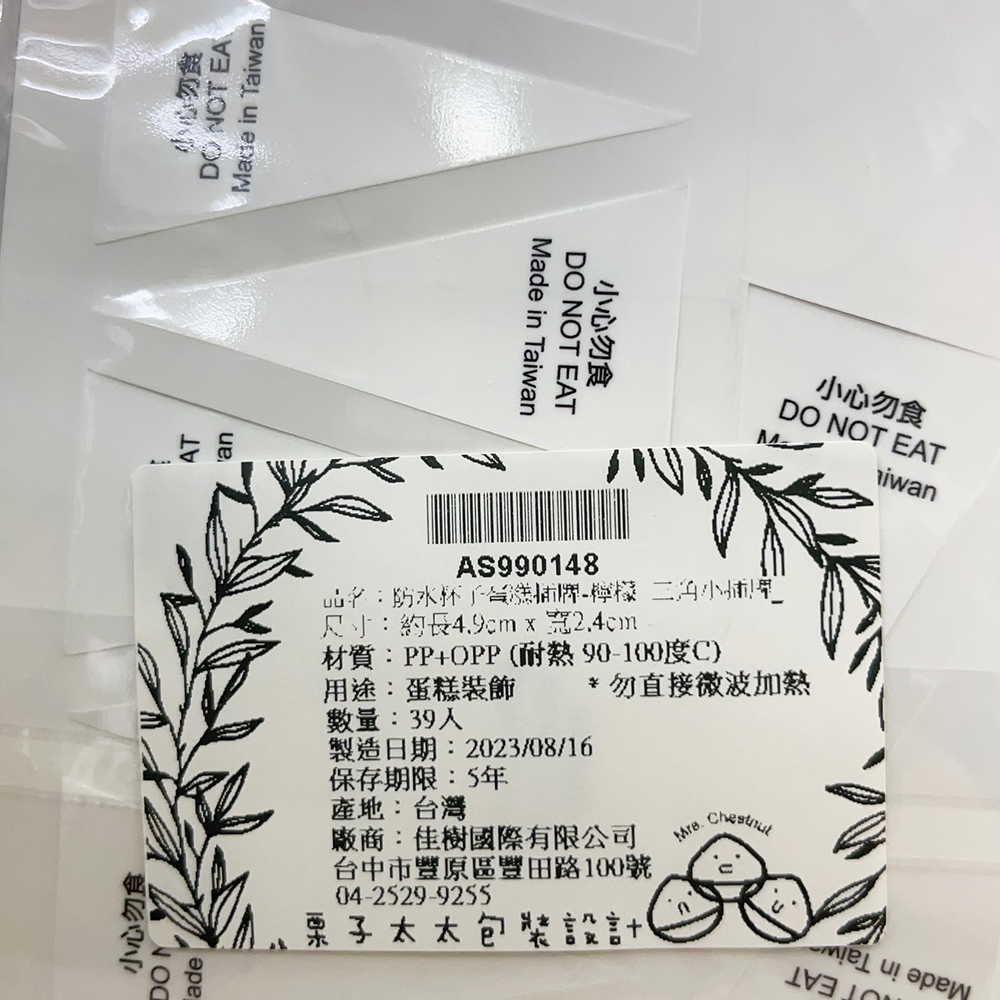 小心勿食
DO NOT EA
Made in Taiwan
小心勿食
DO NOT EAT
Made in Taiwan
小心勿食
DO NOT EAT
AS990148
品名：防水杯子蛋糕插牌-檸檬 三角小插牌_
尺寸：約長4.9cm x 寬2.4cm
材質：PP+OPP (耐熱 90-100度C)
用途：蛋糕裝飾 * 勿直接微波加熱
數量：39入
製造日期：2023/08/16
保存期限：5年
產地：台灣
廠商：佳樹國際有限公司
台中市豐原區豐田路100號
04-2529-9255
Mrs. Chestnut
栗子太太包裝設計
小心勿食
DO N
Made
Made in Taiwan
NOT EAT